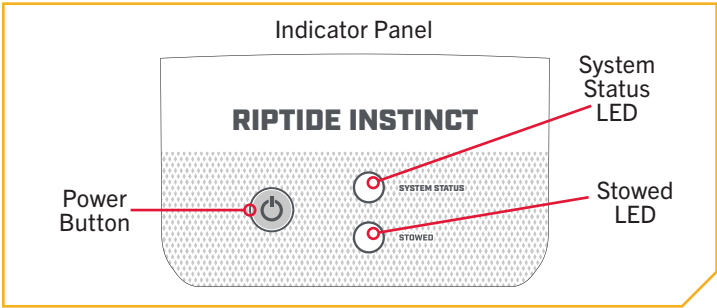 Indicator Panel
System
Status
LED
RIPTIDE INSTINCT
SYSTEM STATUS
Power
Button
STOWED
Stowed
LED